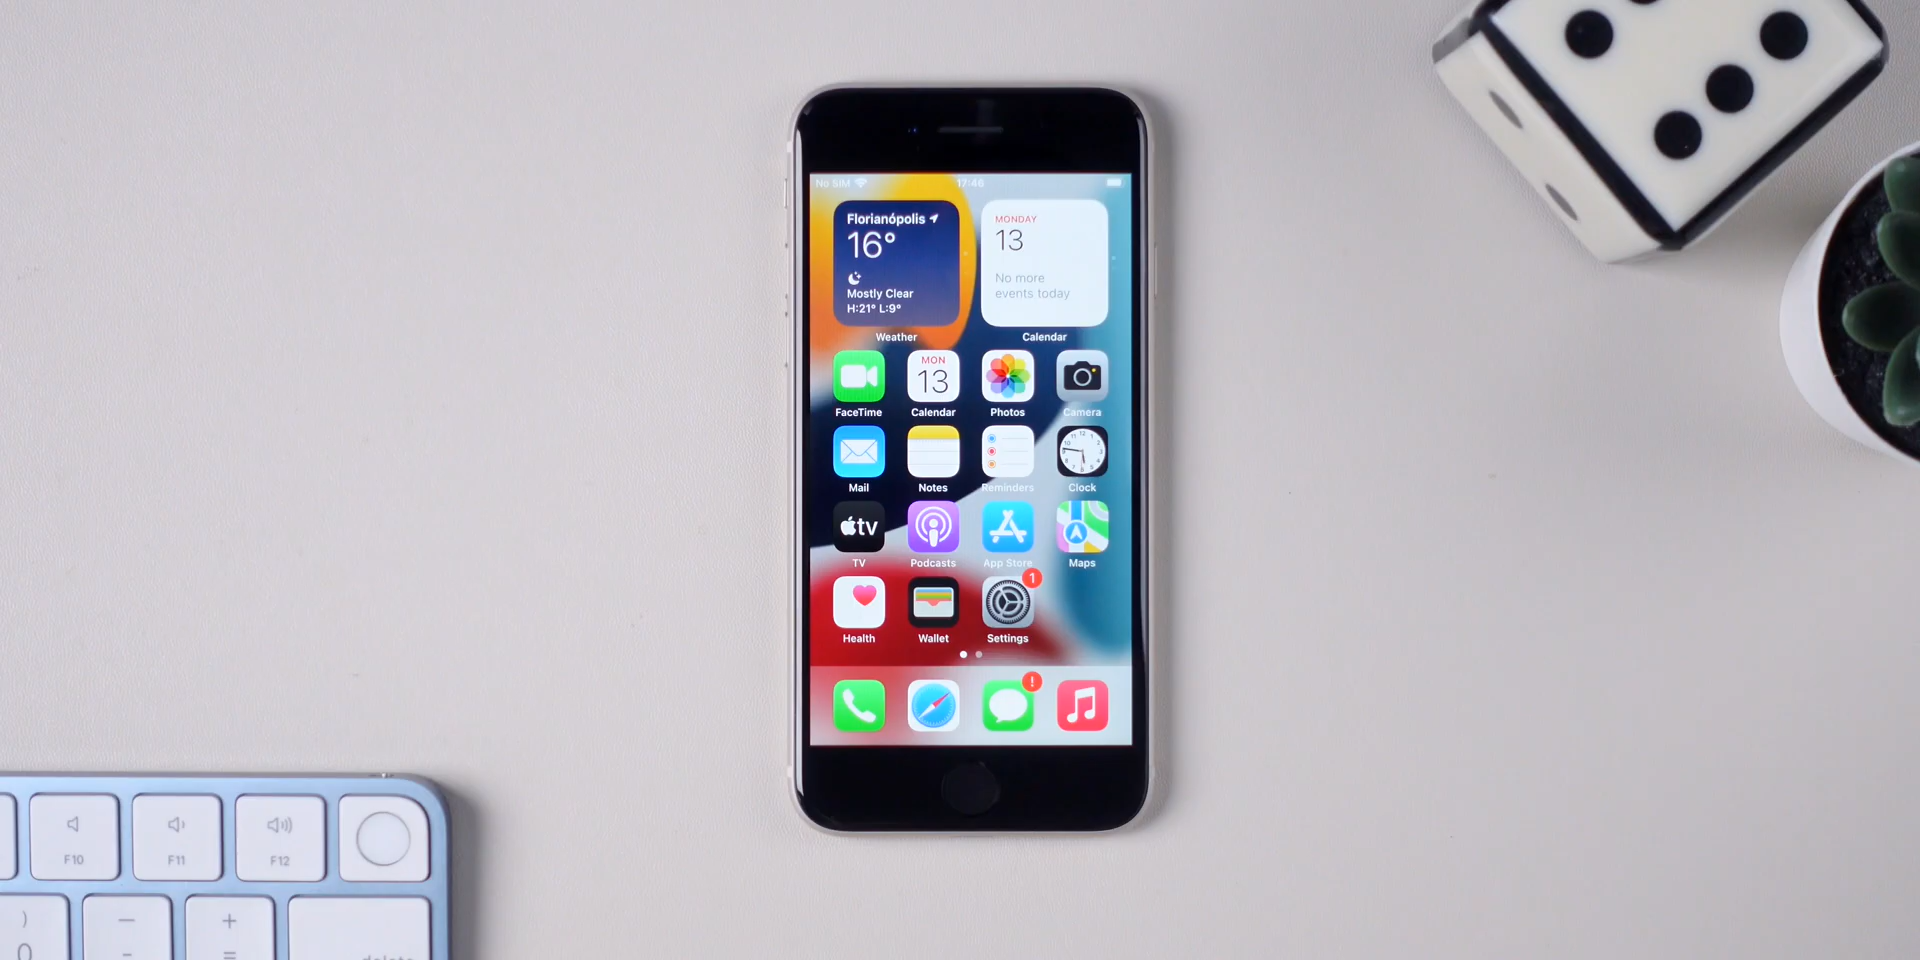 No SIM 17:46
Florianópolis
16°
Mostly Clear
H:21° L:9°
Weather
MONDAY
13
No more
events today
Calendar
MON
13
FaceTime Calendar Photos Camera
Mail Notes Reminders Clock
tv
TV Podcasts App Store Maps
1
Health Wallet Settings
!
F10 F11 F12
) — +
0 - =
delete